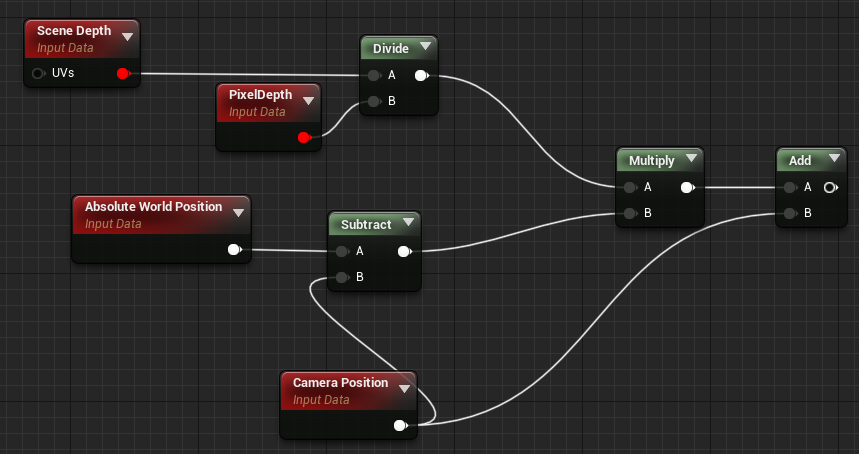 Scene Depth
Input Data
UVs
Divide
A
B
PixelDepth
Input Data
Multiply
A
B
Add
A
B
Absolute World Position
Input Data
Subtract
A
B
Camera Position
Input Data